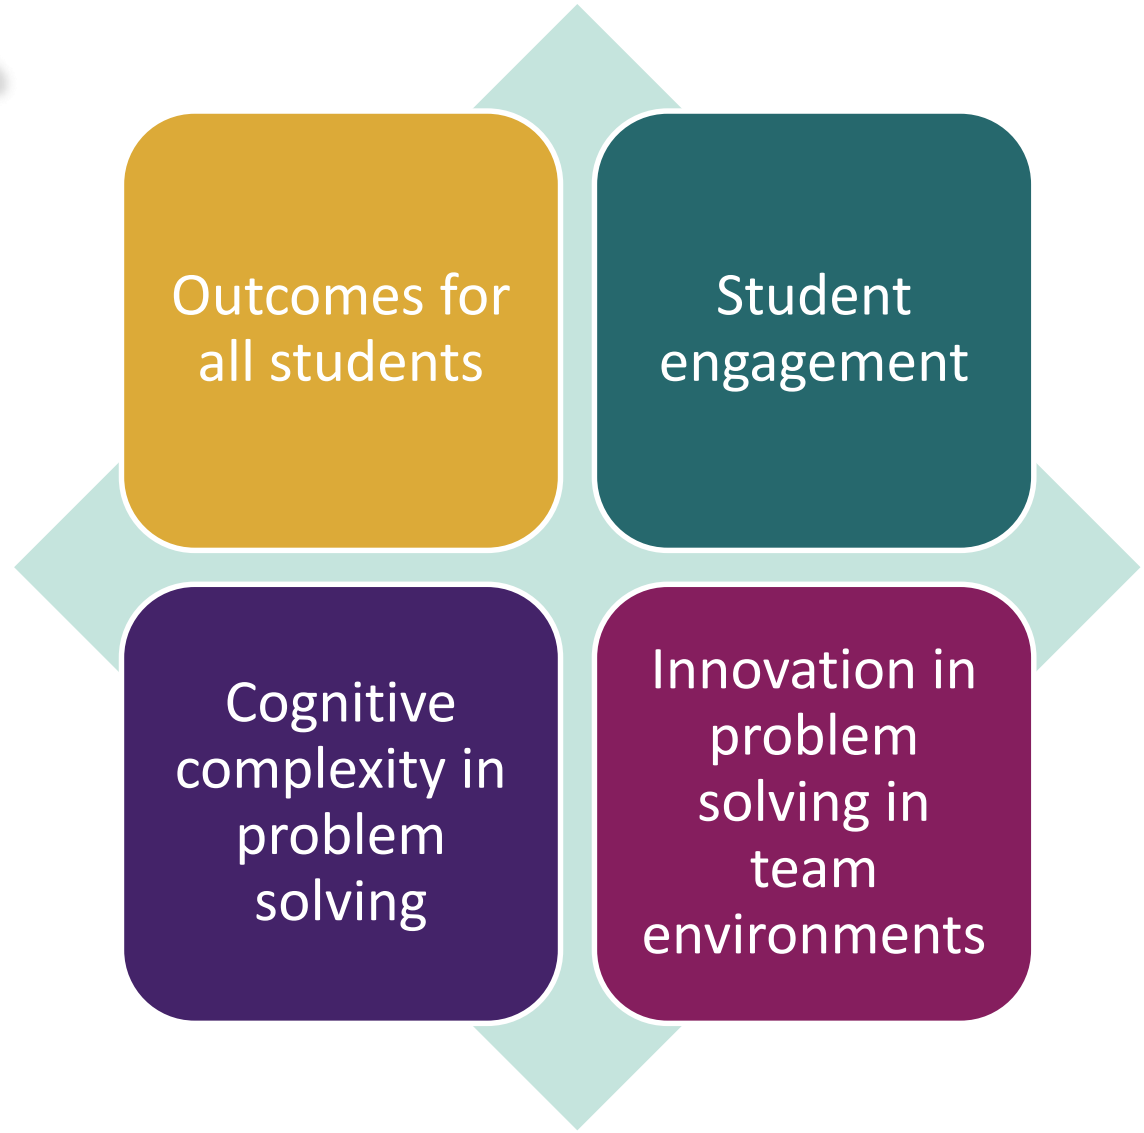 Outcomes for
all students
Student
engagement
Cognitive
complexity in
problem
solving
Innovation in
problem
solving in
team
environments